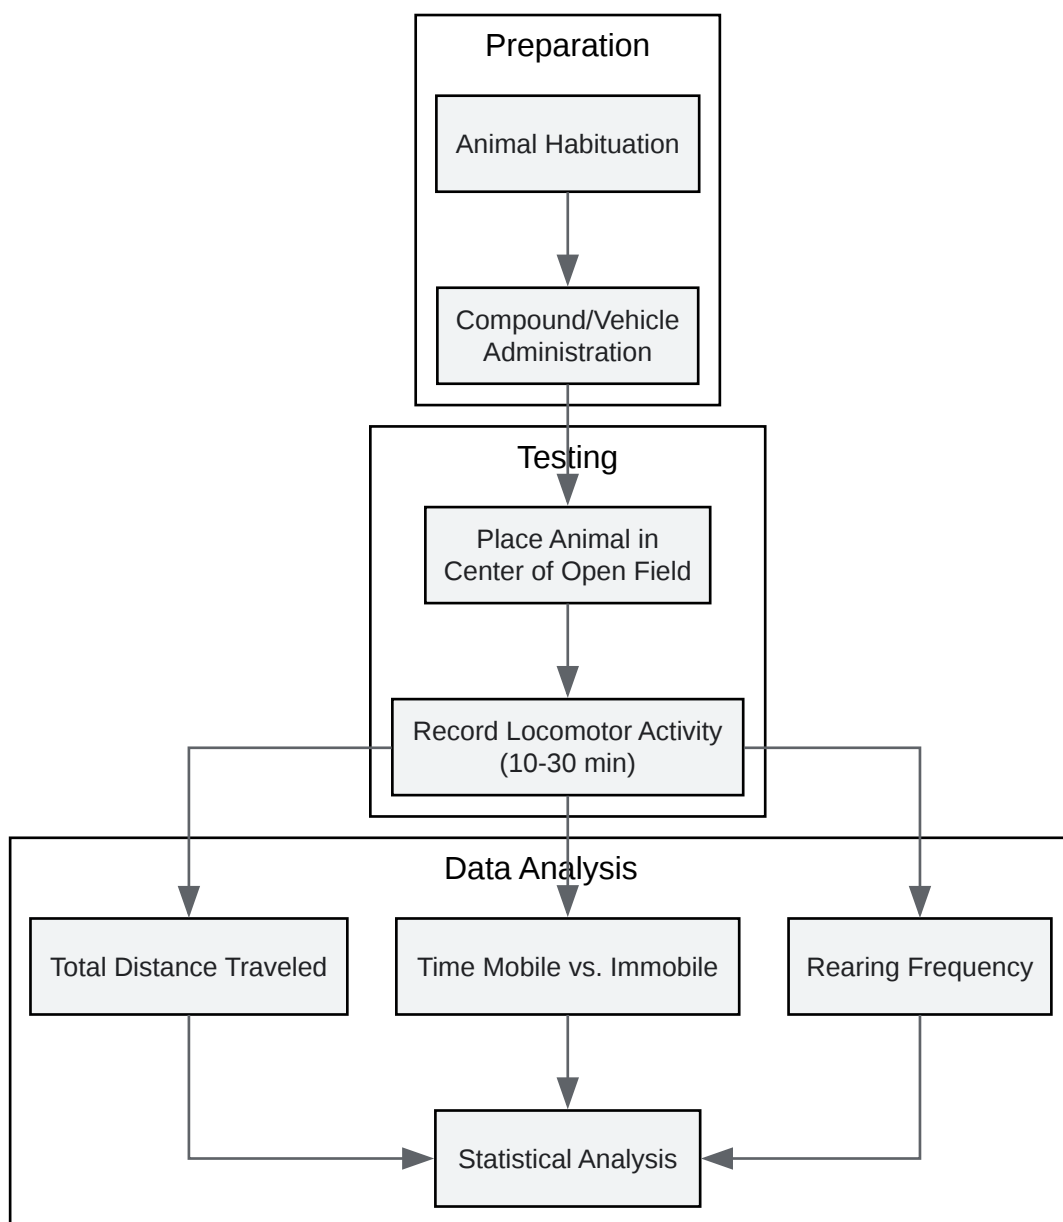 Preparation
Animal Habituation
Compound/Vehicle
Administration
Testing
Place Animal in
Center of Open Field
Record Locomotor Activity
(10-30 min)
Data Analysis
Total Distance Traveled
Time Mobile vs. Immobile
Rearing Frequency
Statistical Analysis